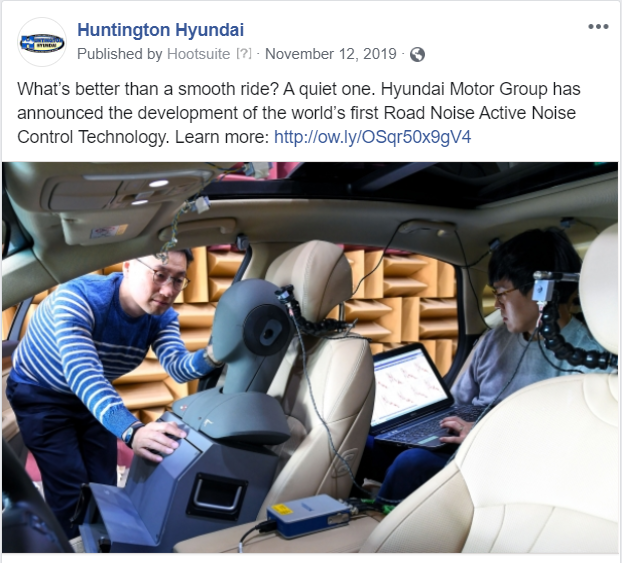 Huntington Hyundai
Published by Hootsuite [?] · November 12, 2019 ·
What's better than a smooth ride? A quiet one. Hyundai Motor Group has
announced the development of the world's first Road Noise Active Noise
Control Technology. Learn more: http://ow.ly/OSqr50x9gV4
HUNTINGTON
HYUNDAI